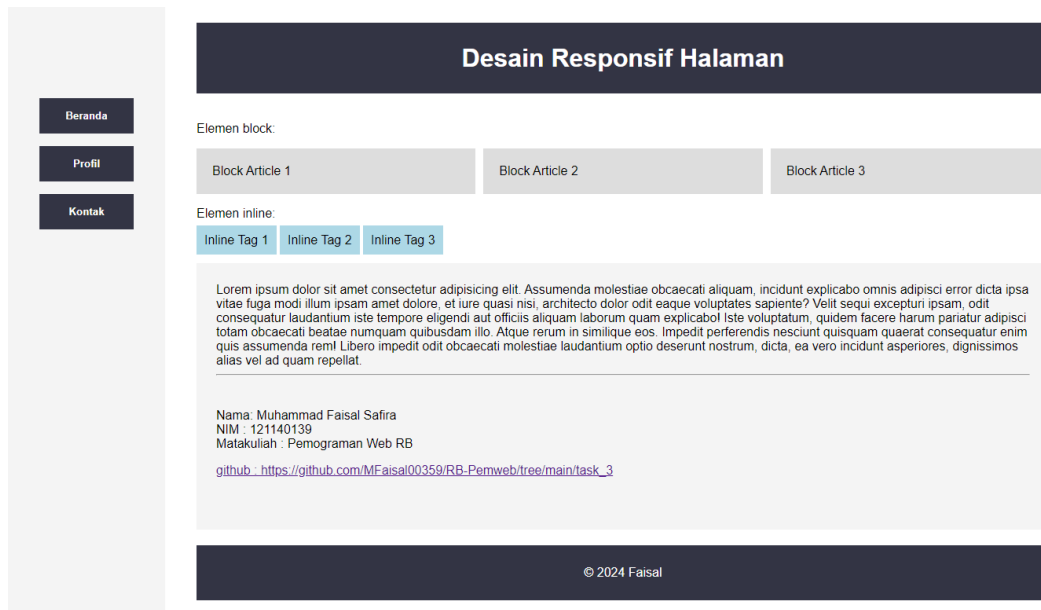 Desain Responsif Halaman
Beranda
Profil
Kontak
Elemen block:
Block Article 1
Block Article 2
Block Article 3
Elemen inline:
Inline Tag 1
Inline Tag 2
Inline Tag 3
Lorem ipsum dolor sit amet consectetur adipisicing elit. Assumenda molestiae obcaecati aliquam, incidunt explicabo omnis adipisci error dicta ipsa
vitae fuga modi illum ipsam amet dolore, et iure quasi nisi, architecto dolor odit eaque voluptates sapiente? Velit sequi excepturi ipsam, odit
consequatur laudantium iste tempore eligendi aut officiis aliquam laborum quam explicabo! Iste voluptatum, quidem facere harum pariatur adipisci
totam obcaecati beatae numquam quibusdam illo. Atque rerum in similique eos. Impedit perferendis nesciunt quisquam quaerat consequatur enim
quis assumenda rem! Libero impedit odit obcaecati molestiae laudantium optio deserunt nostrum, dicta, ea vero incidunt asperiores, dignissimos
alias vel ad quam repellat.
Nama: Muhammad Faisal Safira
NIM : 121140139
Matakuliah : Pemograman Web RB
github : https://github.com/MFaisal00359/RB-Pemweb/tree/main/task_3
© 2024 Faisal